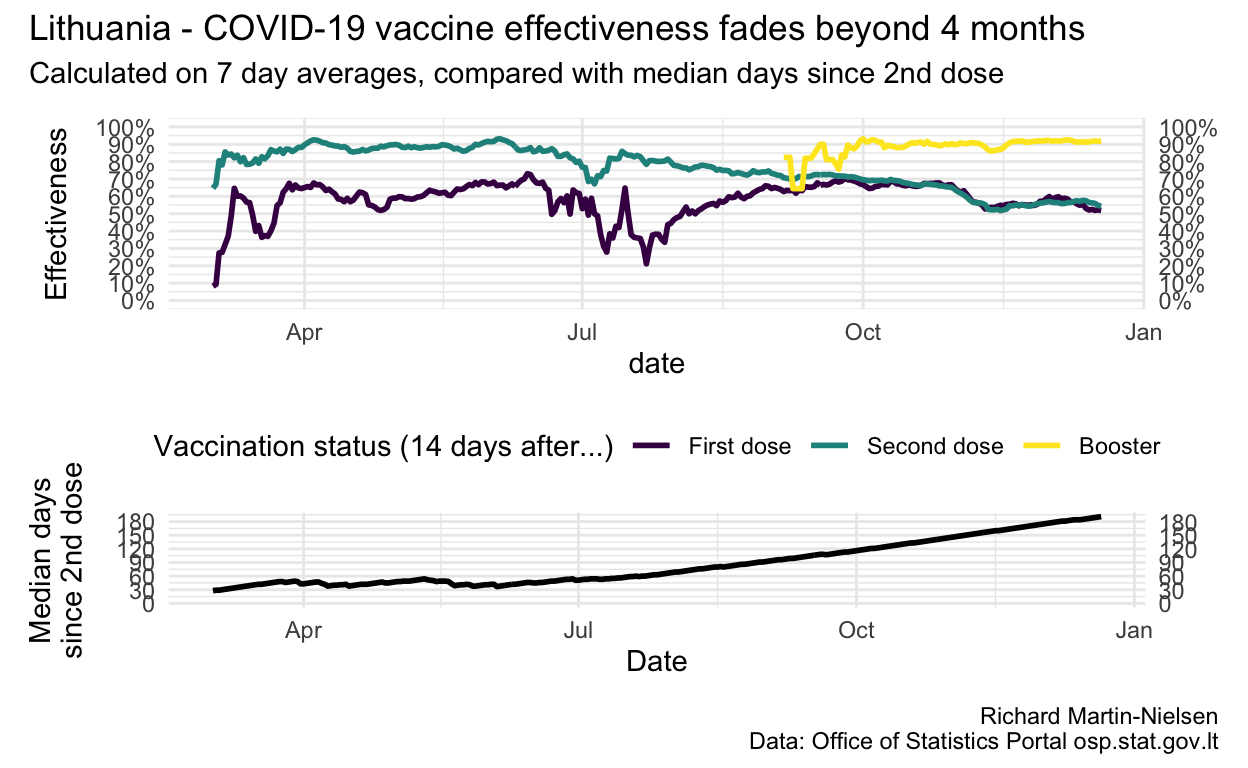 Lithuania - COVID-19 vaccine effectiveness fades beyond 4 months
Calculated on 7 day averages, compared with median days since 2nd dose
Effectiveness
100% 100%
90% 90%
80% 80%
70% 70%
60% 60%
50% 50%
40% 40%
30% 30%
20% 20%
10% 10%
0% 0%
Apr Jul Oct Jan
date
Vaccination status (14 days after...) First dose Second dose Booster
Median days
since 2nd dose
180 180
150 150
120 120
90 90
60 60
30 30
0 0
Apr Jul Oct Jan
Date
Richard Martin-Nielsen
Data: Office of Statistics Portal osp.stat.gov.lt